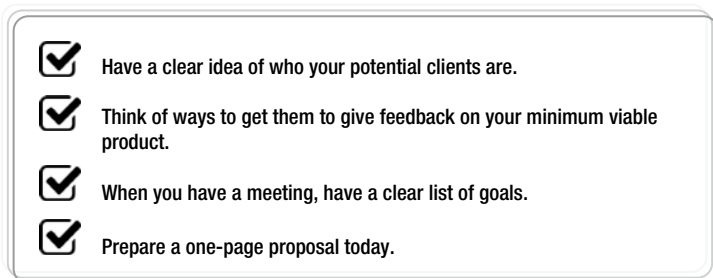 Have a clear idea of who your potential clients are.
Think of ways to get them to give feedback on your minimum viable
product.
When you have a meeting, have a clear list of goals.
Prepare a one-page proposal today.